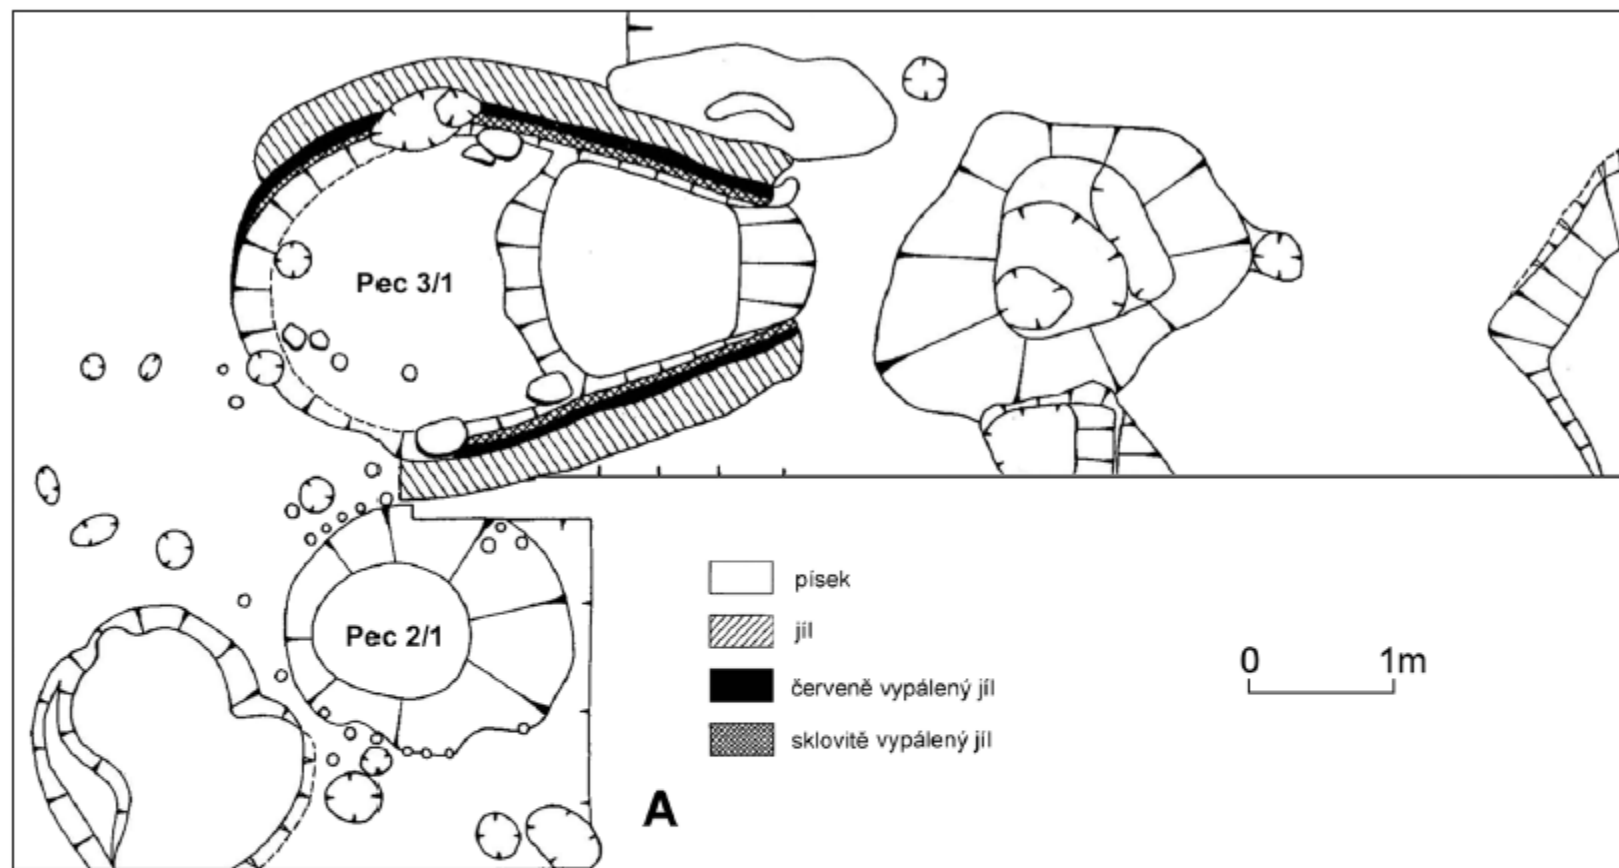 Pec 3/1
Pec 2/1
písek
jíl
červeně vypálený jíl
sklovitě vypálený jíl
0 1m
A